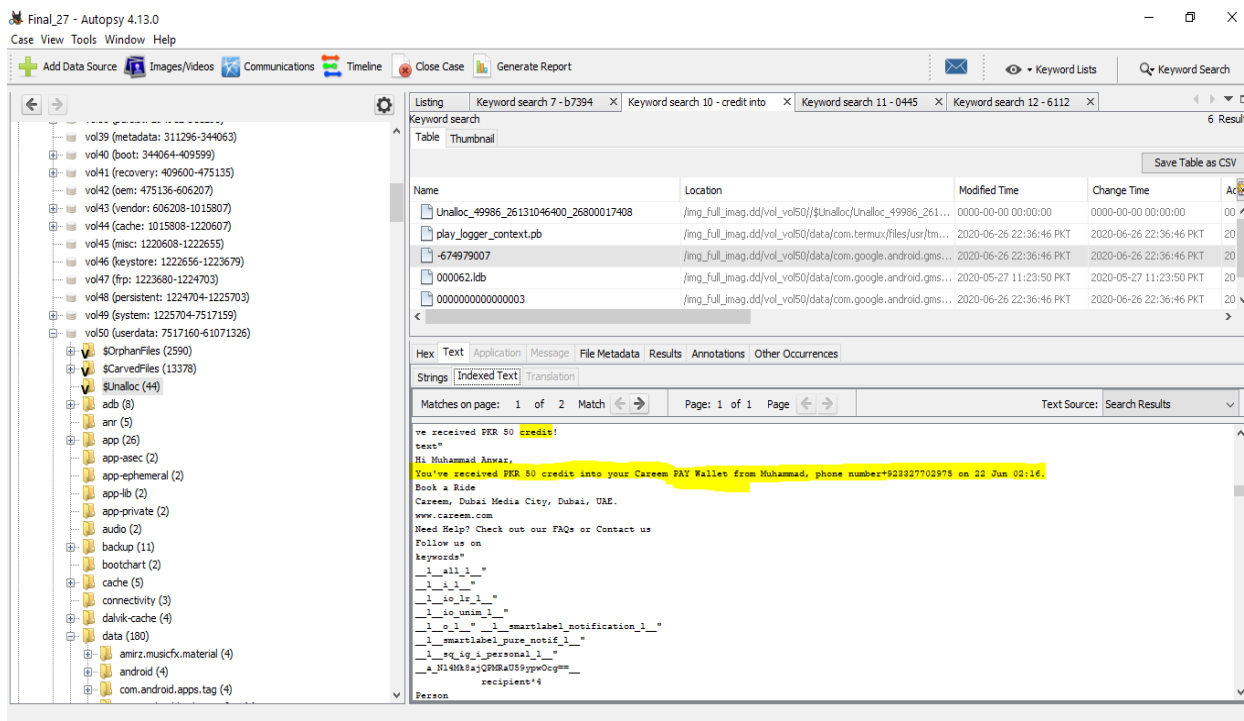 Final_27 - Autopsy 4.13.0
Case View Tools Window Help
Add Data Source Images/Videos Communications Timeline Close Case Generate Report Keyword Lists Keyword Search
Listing Keyword search 7 - b7394 Keyword search 10 - credit into Keyword search 11 - 0445 Keyword search 12 - 6112
Keyword search 6 Result
Table Thumbnail
Save Table as CSV
Name Location Modified Time Change Time
Unalloc_49986_26131046400_26800017408 /img_full_imag.dd/vol_vol50//$Unalloc/Unalloc_49986_261... 0000-00-00 00:00:00 0000-00-00 00:00:00 00
play_logger_context.pb /img_full_imag.dd/vol_vol50/data/com.termux/files/usr/tm... 2020-06-26 22:36:46 PKT 2020-06-26 22:36:46 PKT 20
-674979007 /img_full_imag.dd/vol_vol50/data/com.google.android.gms... 2020-06-26 22:36:46 PKT 2020-06-26 22:36:46 PKT 20
000062.ldb /img_full_imag.dd/vol_vol50/data/com.google.android.gms... 2020-05-27 11:23:50 PKT 2020-05-27 11:23:50 PKT 20
0000000000000003 /img_full_imag.dd/vol_vol50/data/com.google.android.gms... 2020-06-26 22:36:46 PKT 2020-06-26 22:36:46 PKT 20
vol39 (metadata: 311296-344063)
vol40 (boot: 344064-409599)
vol41 (recovery: 409600-475135)
vol42 (oem: 475136-606207)
vol43 (vendor: 606208-1015807)
vol44 (cache: 1015808-1220607)
vol45 (misc: 1220608-1222655)
vol46 (keystore: 1222656-1223679)
vol47 (frp: 1223680-1224703)
vol48 (persistent: 1224704-1225703)
vol49 (system: 1225704-7517159)
vol50 (userdata: 7517160-61071326)
$OrphanFiles (2590)
$CarvedFiles (13378)
$Unalloc (44)
adb (8)
anr (5)
app (26)
app-asec (2)
app-ephemeral (2)
app-lib (2)
app-private (2)
audio (2)
backup (11)
bootchart (2)
cache (5)
connectivity (3)
dalvik-cache (4)
data (180)
amirz.musicfx.material (4)
android (4)
com.android.apps.tag (4)
Hex Text Application Message File Metadata Results Annotations Other Occurrences
Strings Indexed Text Translation
Matches on page: 1 of 2 Match Page: 1 of 1 Page Text Source: Search Results
ve received PKR 50 credit!
text"
Hi Muhammad Anwar,
You've received PKR 50 credit into your Careem PAY Wallet from Muhammad, phone number+923327702975 on 22 Jun 02:16.
Book a Ride
Careem, Dubai Media City, Dubai, UAE.
www.careem.com
Need Help? Check out our FAQs or Contact us
Follow us on
keywords"
__l__all_l__"
__l_i_l__"
__l__io_lr_l__"
__l__io_unim_l__"
__l__o_l__" __l__smartlabel_notification_l__"
__l__smartlabel_pure_notif_l__"
__l__sq_ig_i_personal_l__"
recipient*4
Person